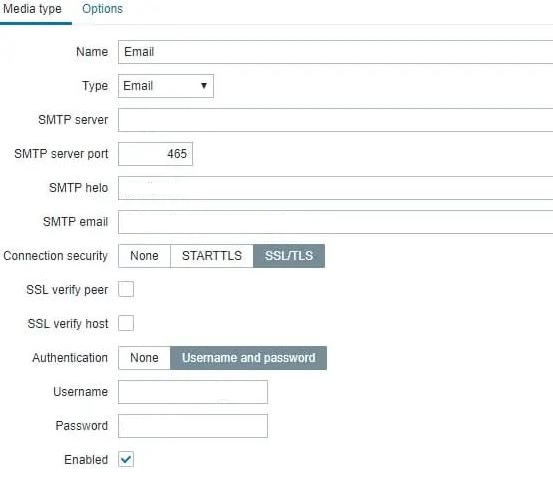 Media type Options
Name Email
Type Email
SMTP server
SMTP server port 465
SMTP helo
SMTP email
Connection security None STARTTLS SSL/TLS
SSL verify peer
SSL verify host
Authentication None Username and password
Username
Password
Enabled